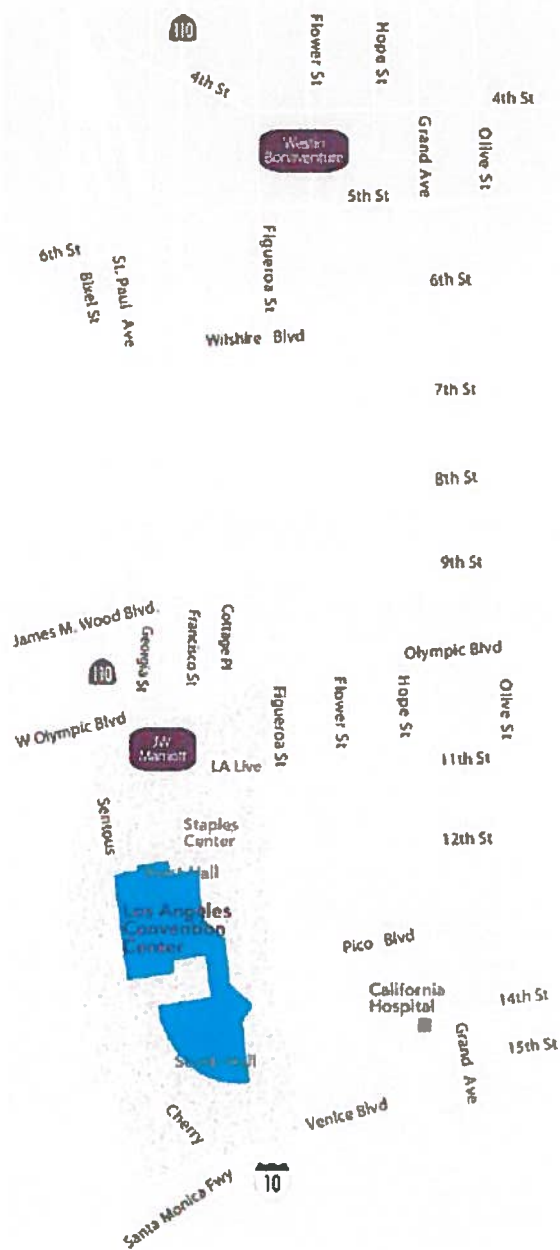 110
Flower St
Hope St
4th St
4th St
Westin
Bonaventure
Grand Ave
Olive St
5th St
6th St
Bixel St
St. Paul Ave
Figueroa St
6th St
Wilshire Blvd
7th St
8th St
9th St
James M. Wood Blvd.
Georgia St
Francisco St
Cottage Pl
Olympic Blvd
110
Figueroa St
Flower St
Hope St
Olive St
W Olympic Blvd
JW
Marriott
LA Live
11th St
Sentous
Staples
Center
12th St
Hall
Los Angeles
Convention
Center
Pico Blvd
California
Hospital
14th St
Grand Ave
15th St
South Hall
Cherry
Venice Blvd
10
Santa Monica Fwy